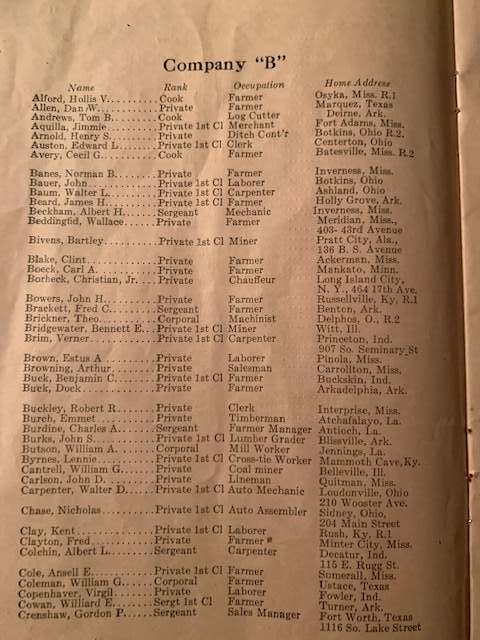 Company "B"
Name Rank Occupation Home Address
Alford, Hollis V.......... Cook Farmer Osyka, Miss. R.1
Allen, Dan W.......... Private Farmer Marquez, Texas
Andrews, Tom B.......... Cook Log Cutter Deirne, Ark.
Aquilla, Jimmie.......... Private 1st Cl Merchant Fort Adams, Miss.
Arnold, Henry S.......... Private Ditch Cont'r Botkins, Ohio R.2.
Auston, Edward L....... Private 1st Cl Clerk Centerton, Ohio
Avery, Cecil G.......... Cook Farmer Batesville, Miss. R.2
Banes, Norman B....... Private Farmer Inverness, Miss.
Bauer, John.......... Private 1st Cl Laborer Botkins, Ohio
Baum, Walter L....... Private 1st Cl Carpenter Ashland, Ohio
Beard, James H....... Private 1st Cl Farmer Holly Grove, Ark.
Beckham, Albert H....... Sergeant Mechanic Inverness, Miss.
Beddingfid, Wallace....... Private Farmer Meridian, Miss.,
403- 43rd Avenue
Bivens, Bartley.......... Private 1st Cl Miner Pratt City, Ala.,
136 B. S. Avenue
Blake, Clint.......... Private Farmer Ackerman, Miss.
Boeck, Carl A.......... Private Farmer Mankato, Minn.
Borheck, Christian, Jr.... Private Chauffeur Long Island City,
N. Y., 464 17th Ave.
Bowers, John H.......... Private Farmer Russellville, Ky, R.1
Brackett, Fred C....... Sergeant Farmer Benton, Ark.
Brickner, Theo.......... Corporal Machinist Delphos, O., R.2
Bridgewater, Bennett E... Private 1st Cl Miner Witt, Ill.
Brim, Verner.......... Private 1st Cl Carpenter Princeton, Ind.
907 So. Seminary St
Brown, Estus A.......... Private Laborer Pinola, Miss.
Browning, Arthur....... Private Salesman Carrollton, Miss.
Buck, Benjamin C....... Private 1st Cl Farmer Buckskin, Ind.
Buck, Dock.......... Private Farmer Arkadelphia, Ark.
Buckley, Robert R....... Private Clerk Interprise, Miss.
Burch, Emmet.......... Private Timberman Atchafalayo, La.
Burdine, Charles A....... Sergeant Farmer Manager Antioch, La.
Burks, John S.......... Private 1st Cl Lumber Grader Blissville, Ark.
Butson, William A....... Corporal Mill Worker Jennings, La.
Byrnes, Lennie.......... Private 1st Cl Cross-tie Worker Mammoth Cave,Ky.
Cantrell, William G...... Private Coal miner Belleville, Ill.
Carlson, John D. ....... Private Lineman Quitman, Miss.
Carpenter, Walter D..... Private 1st Cl Auto Mechanic Loudonville, Ohio
210 Wooster Ave.
Chase, Nicholas.......... Private 1st Cl Auto Assembler Sidney, Ohio,
204 Main Street
Clay, Kent.......... Private 1st Cl Laborer Rush, Ky. R.1
Clayton, Fred.......... Private Farmer Minter City, Miss.
Colchin, Albert L....... Sergeant Carpenter Decatur, Ind.
115 E. Rugg St.
Cole, Ansell E.......... Private 1st Cl Farmer Sumerall, Miss.
Coleman, William G..... Corporal Farmer Ustace, Texas
Copenhaver, Virgil...... Private Laborer Fowler, Ind.
Cowan, Williard E....... Sergt 1st Cl Farmer Turner, Ark.
Crenshaw, Gordon P..... Sergeant Sales Manager Fort Worth, Texas
1116 So. Lake Street